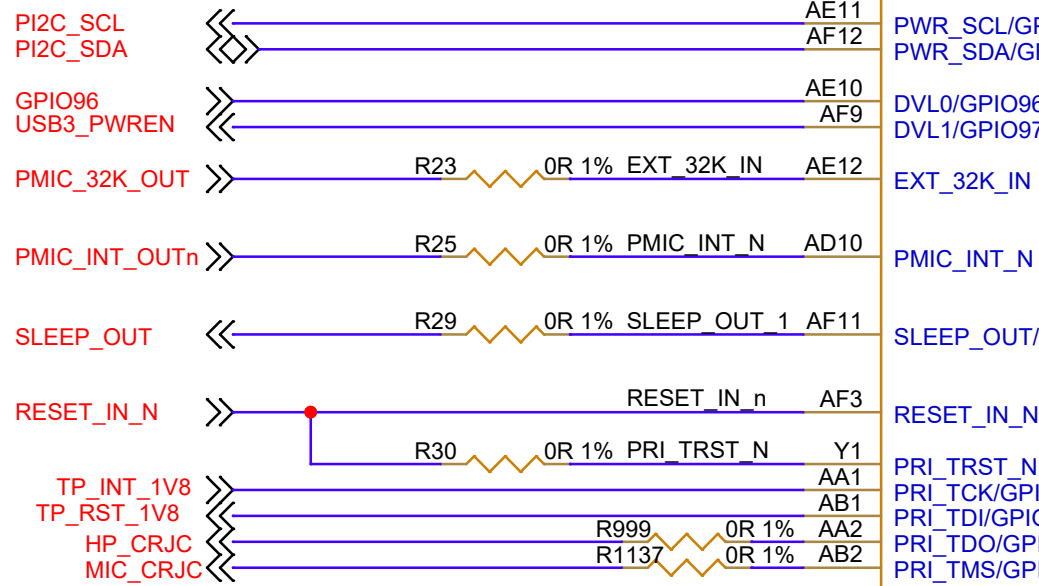 PI2C_SCL AE11 PWR_SCL/GP
PI2C_SDA AF12 PWR_SDA/G
GPIO96 AE10 DVL0/GPIO96
USB3_PWREN AF9 DVL1/GPIO97
PMIC_32K_OUT R23 0R 1% EXT_32K_IN AE12 EXT_32K_IN
PMIC_INT_OUTn R25 0R 1% PMIC_INT_N AD10 PMIC_INT_N
SLEEP_OUT R29 0R 1% SLEEP_OUT_1 AF11 SLEEP_OUT/
RESET_IN_N RESET_IN_n AF3 RESET_IN_N
R30 0R 1% PRI_TRST_N Y1 PRI_TRST_N
TP_INT_1V8 AA1 PRI_TCK/GPI
TP_RST_1V8 AB1 PRI_TDI/GPIO
HP_CRJC R999 0R 1% AA2 PRI_TDO/GP
MIC_CRJC R1137 0R 1% AB2 PRI_TMS/GP